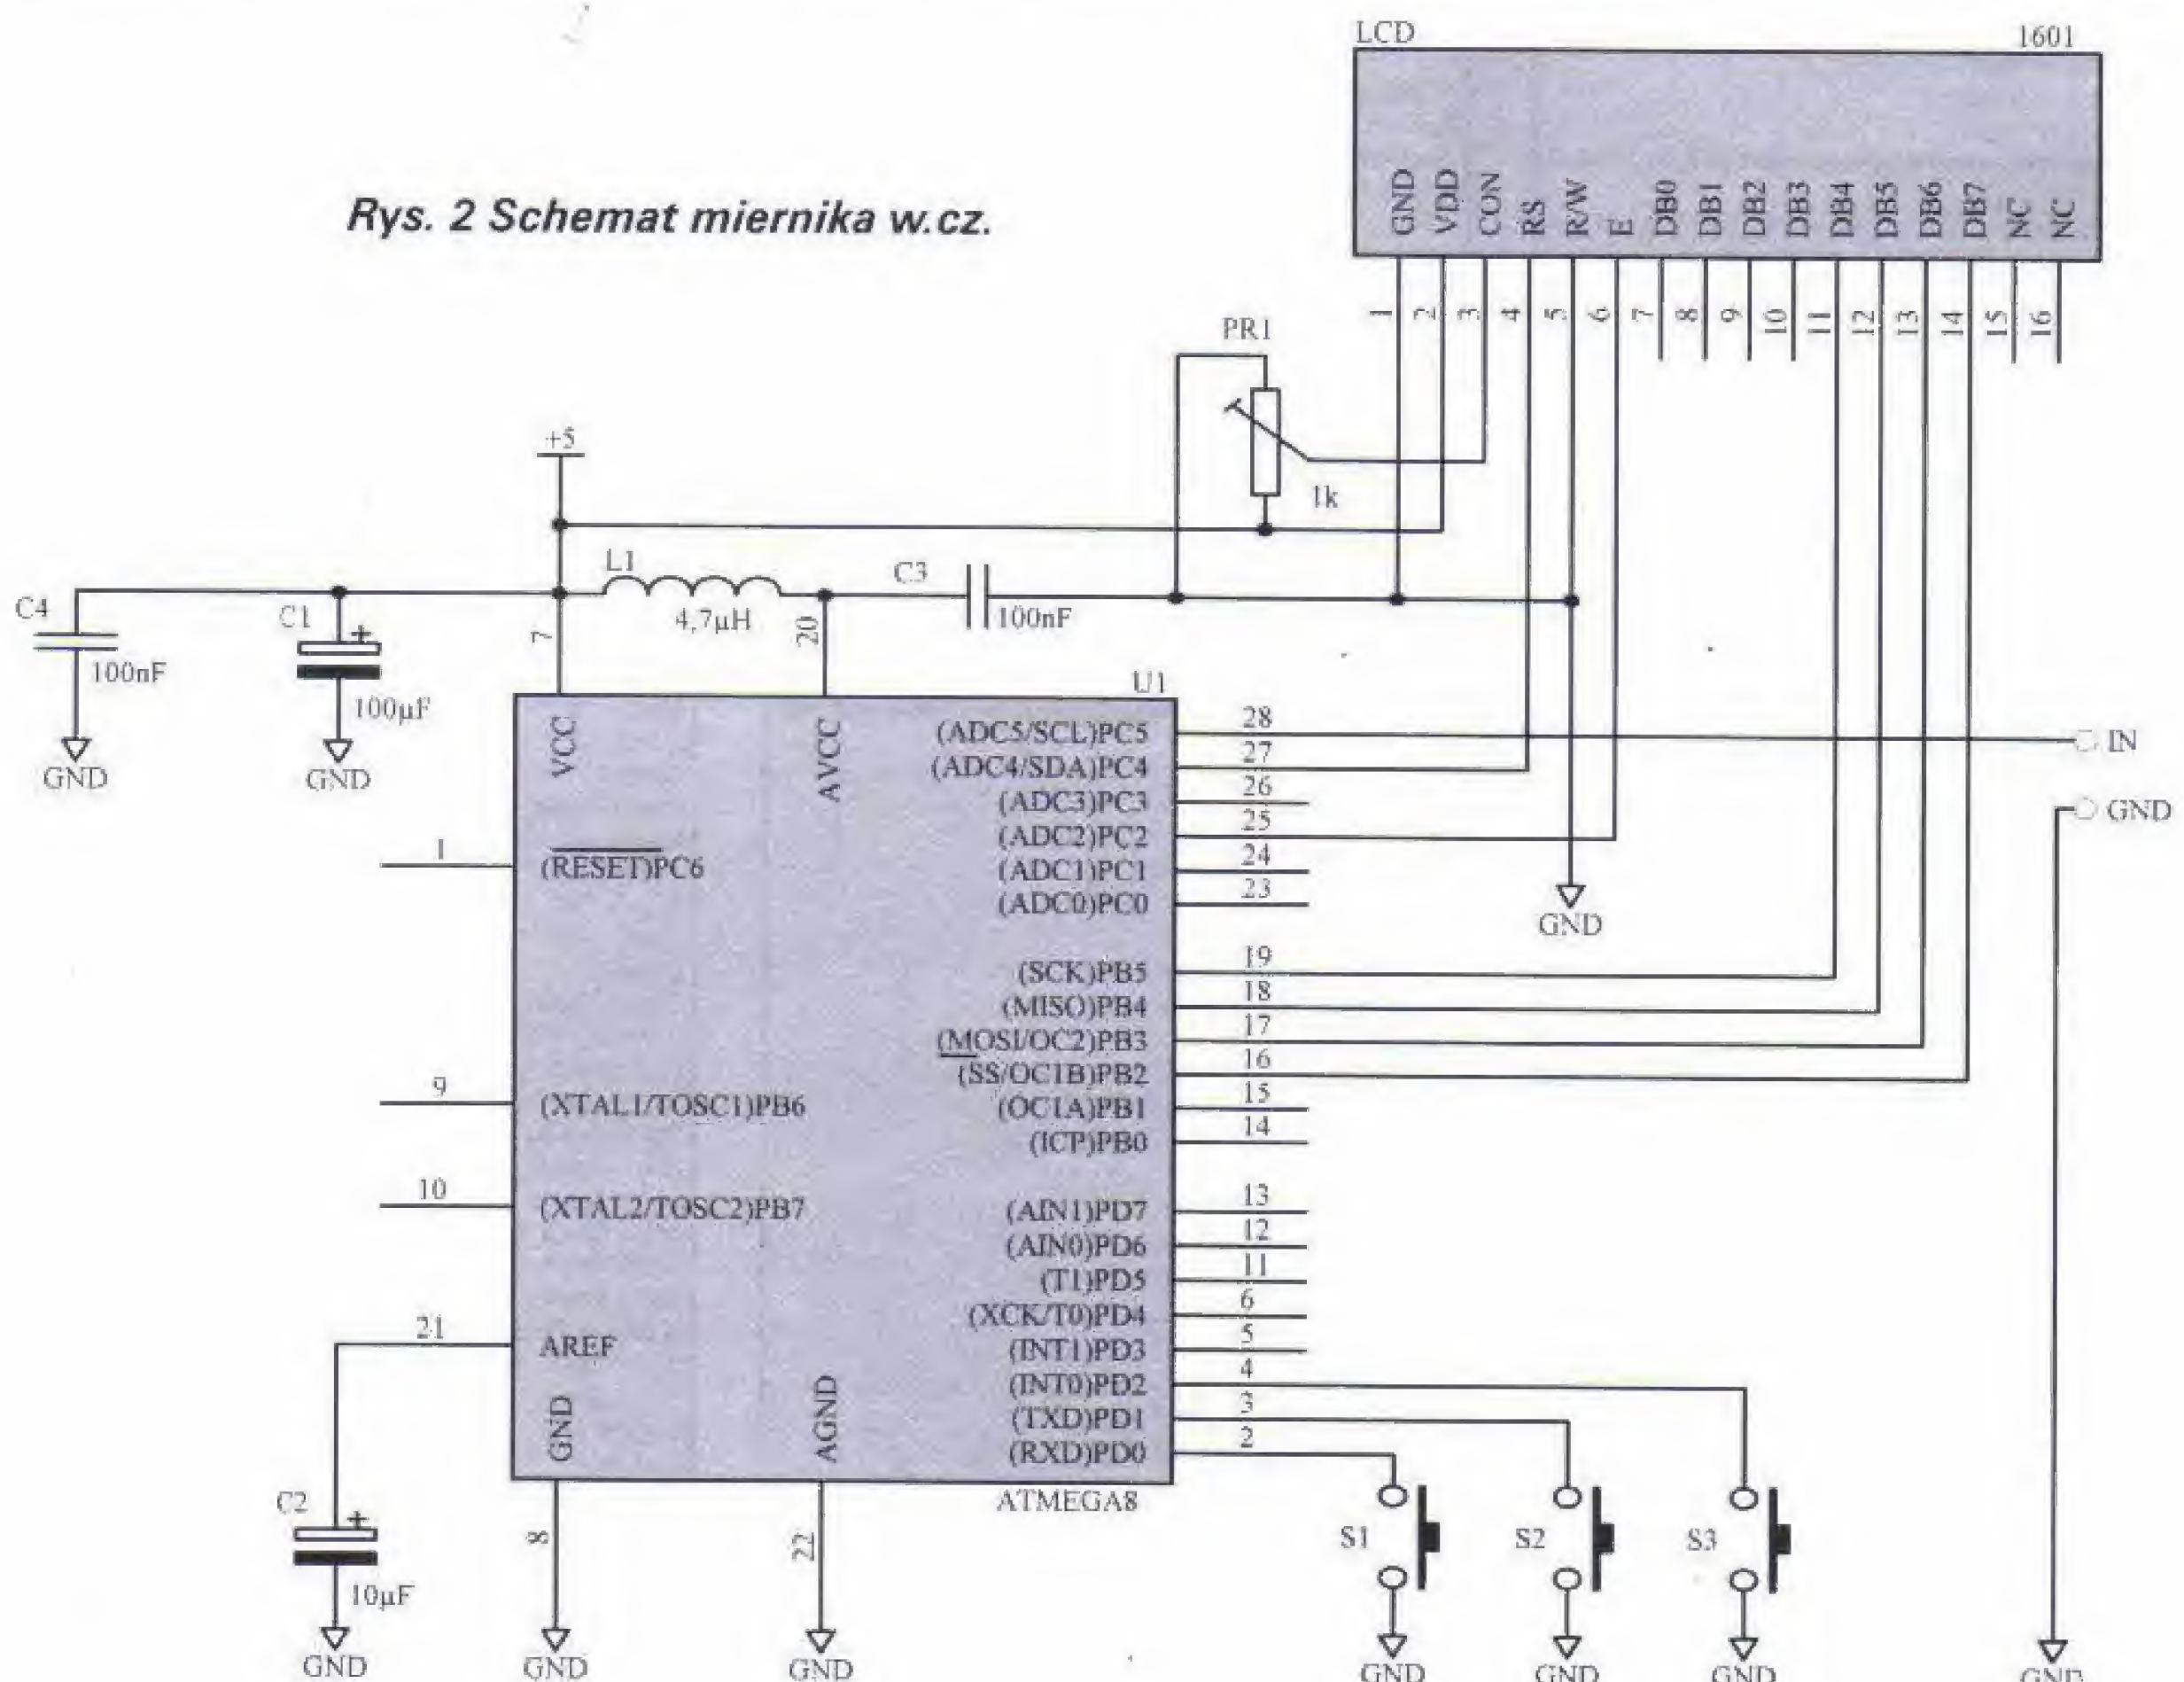 LCD
1601
GND
VDD
CON
RS
R/W
E
DB0
DB1
DB2
DB3
DB4
DB5
DB6
DB7
NC
NC
1
2
3
4
5
6
7
8
9
10
11
12
13
14
15
16
Rys. 2 Schemat miernika w.cz.
PR1
1k
+5
L1
4,7µH
C3
100nF
C4
100nF
C1
+
100µF
GND
GND
7
20
U1
VCC
AVCC
(ADC5/SCL)PC5
28
IN
(ADC4/SDA)PC4
27
(ADC3)PC3
26
GND
(ADC2)PC2
25
1
(RESET)PC6
(ADC1)PC1
24
(ADC0)PC0
23
GND
(SCK)PB5
19
(MISO)PB4
18
(MOSI/OC2)PB3
17
(SS/OC1B)PB2
16
9
(XTAL1/TOSC1)PB6
(OC1A)PB1
15
(ICP)PB0
14
10
(XTAL2/TOSC2)PB7
(AIN1)PD7
13
(AIN0)PD6
12
(T1)PD5
11
(XCK/T0)PD4
6
21
AREF
(INT1)PD3
5
(INT0)PD2
4
(TXD)PD1
3
(RXD)PD0
2
GND
AGND
ATMEGA8
C2
+
10µF
8
22
S1
S2
S3
GND
GND
GND
GND
GND
GND
GND